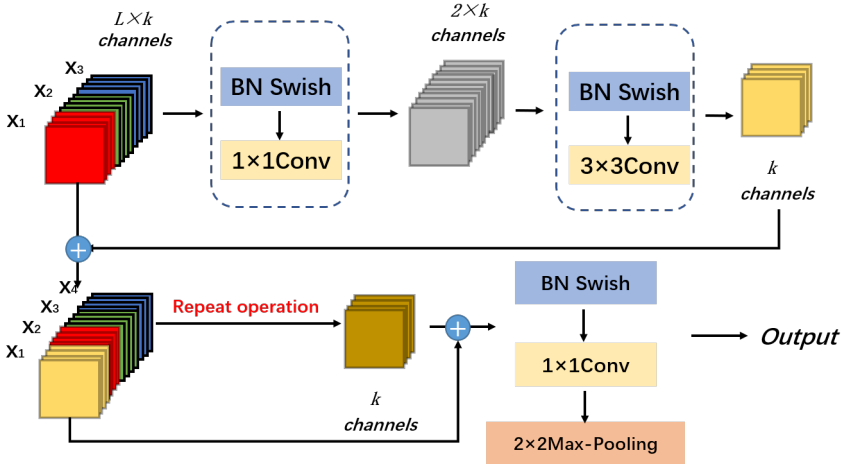 L×k
channels
2×k
channels
X3
X2
X1
BN Swish
1×1Conv
BN Swish
3×3Conv
k
channels
+
X4
X3
X2
X1
Repeat operation
k
channels
+
BN Swish
1×1Conv
2×2Max-Pooling
Output